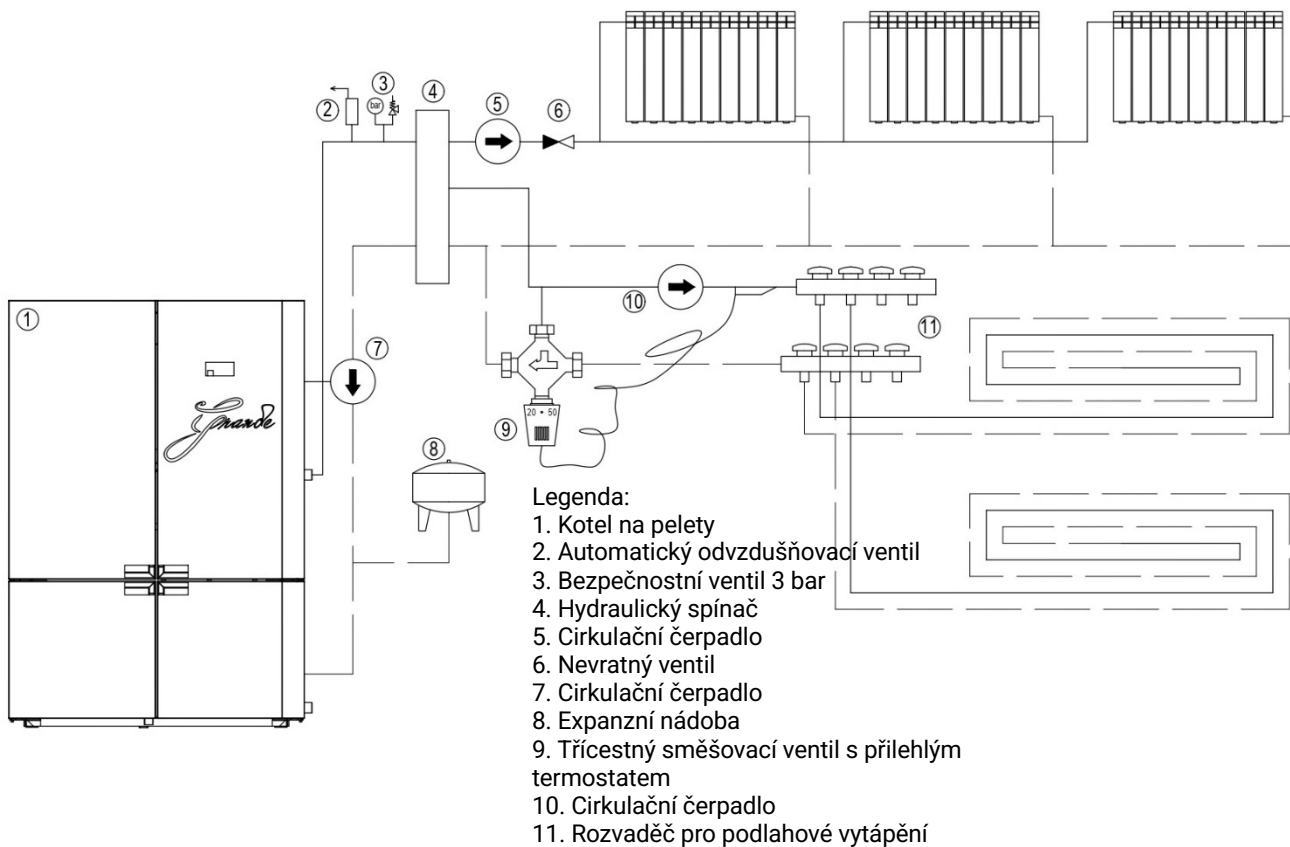 ③
②
bar
④
⑤
⑥
①
⑦
Grande
⑩
⑪
20 • 50
⑨
⑧
Legenda:
1. Kotel na pelety
2. Automatický odvzdušňovací ventil
3. Bezpečnostní ventil 3 bar
4. Hydraulický spínač
5. Cirkulační čerpadlo
6. Nevratný ventil
7. Cirkulační čerpadlo
8. Expanzní nádoba
9. Třícestný směšovací ventil s přilehlým
termostatem
10. Cirkulační čerpadlo
11. Rozvaděč pro podlahové vytápění